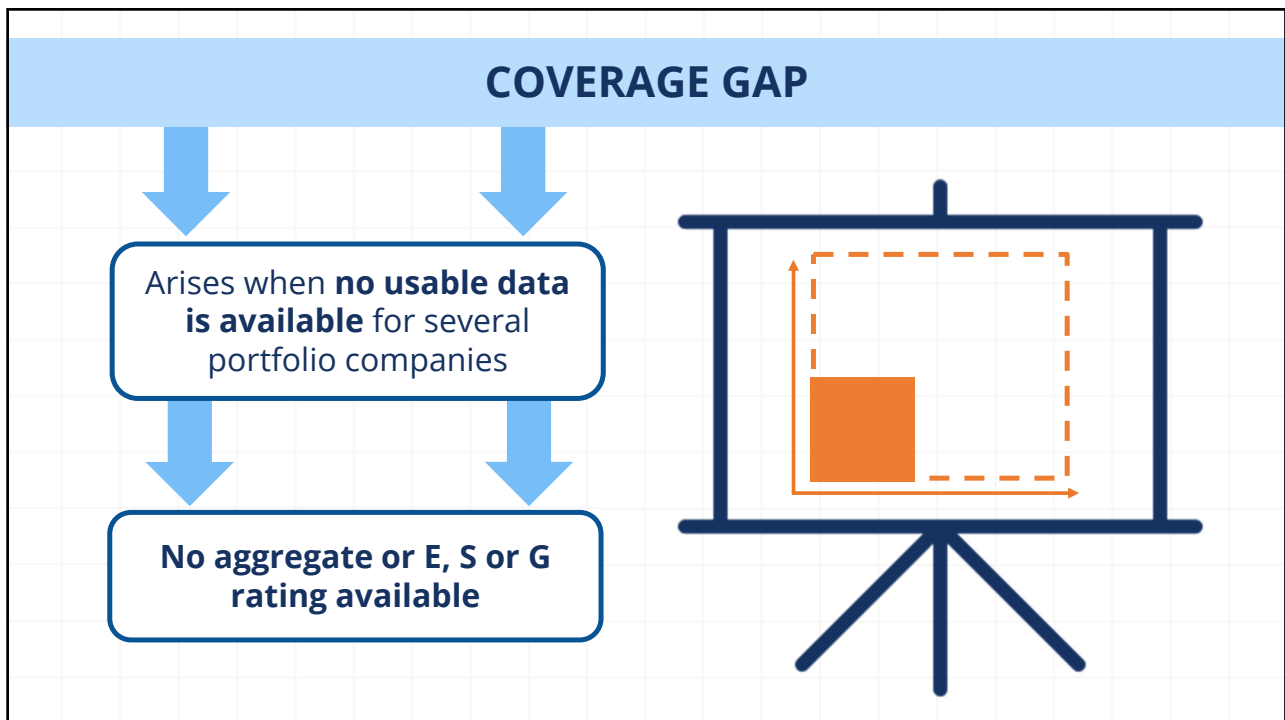 COVERAGE GAP
Arises when no usable data
is available for several
portfolio companies
No aggregate or E, S or G
rating available